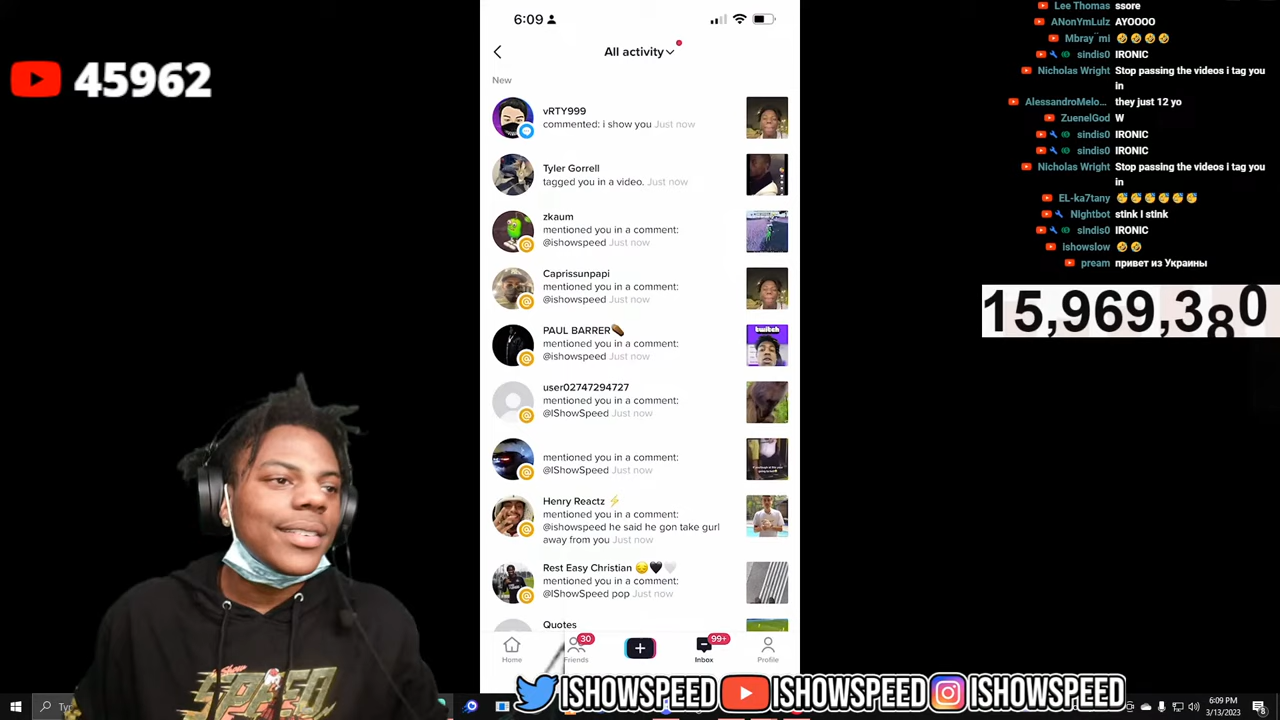 6:09
45962
All activity
New
vRTY999
commented: i show you Just now
Tyler Gorrell
tagged you in a video. Just now
zkaum
mentioned you in a comment:
@ishowspeed Just now
Caprissunpapi
mentioned you in a comment:
@ishowspeed Just now
PAUL BARRER⚰️
mentioned you in a comment:
@ishowspeed Just now
twitch
user02747294727
mentioned you in a comment:
@IShowSpeed Just now
mentioned you in a comment:
@IShowSpeed Just now
Henry Reactz ⚡
mentioned you in a comment:
@ishowspeed he said he gon take gurl
away from you Just now
Rest Easy Christian 😔🖤🤍
mentioned you in a comment:
@IShowSpeed pop Just now
Quotes
Home
30
Friends
99+
Inbox
Profile
Lee Thomas ssore
ANonYmLulz AYOOOO
Mbray¨mi 🤣🤣🤣🤣
sindis0 IRONIC
Nicholas Wright Stop passing the videos i tag you
in
AlessandroMelo... they just 12 yo
ZuenelGod W
sindis0 IRONIC
sindis0 IRONIC
Nicholas Wright Stop passing the videos i tag you
in
EL-ka7tany 🥳🥳🥳🥳🥳🥳
Nightbot stink i stink
sindis0 IRONIC
ishowslow 🤣🤣
pream привет из Украины
15,969,380
ISHOWSPEED ISHOWSPEED ISHOWSPEED
6:09 PM
3/13/2023